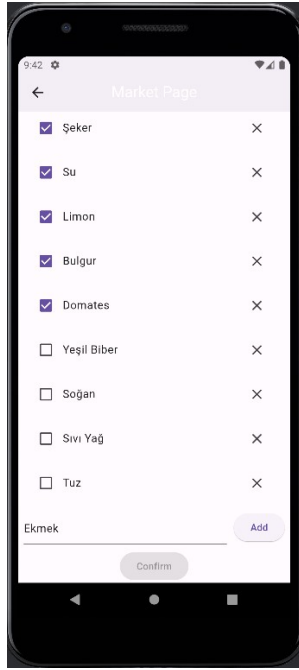 9:42
Market Page
Şeker
Su
Limon
Bulgur
Domates
Yeşil Biber
Soğan
Sıvı Yağ
Tuz
Ekmek
Add
Confirm